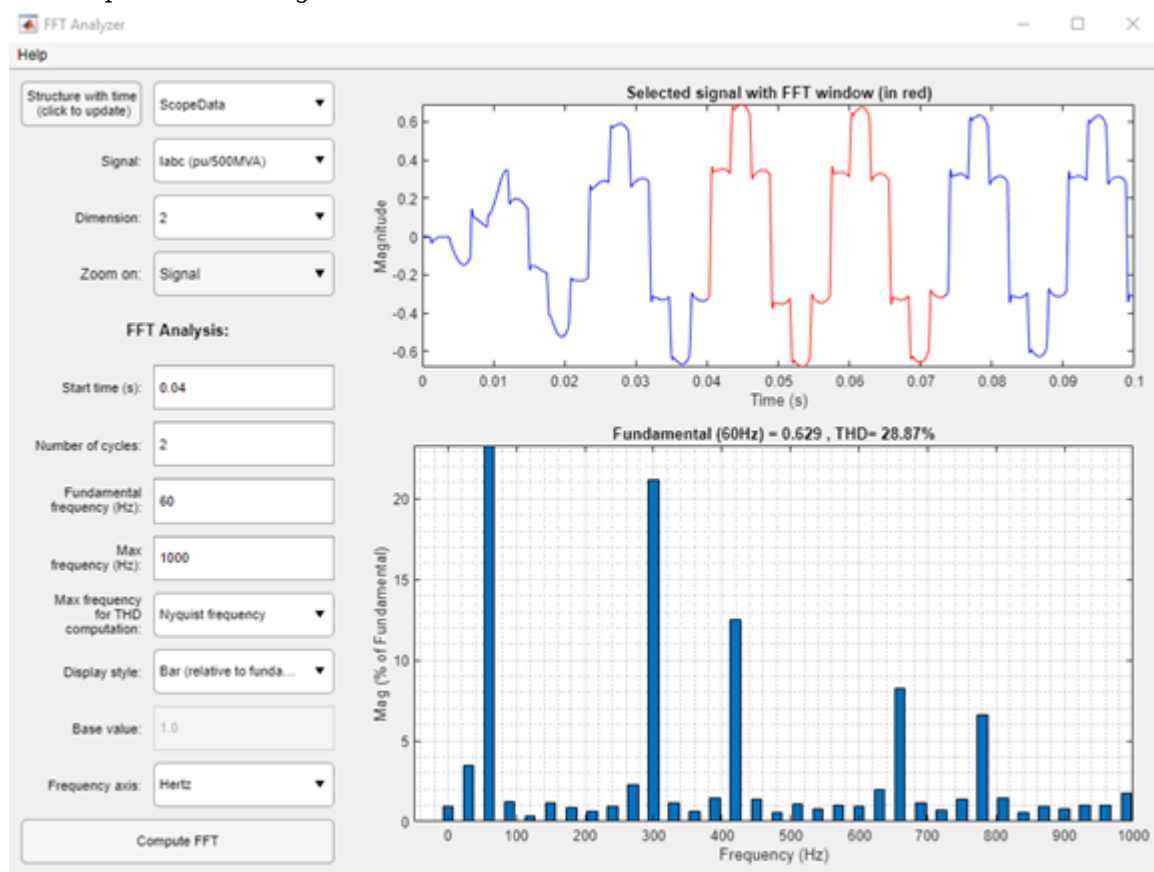 FFT Analyzer
Help
Structure with time
(click to update)
ScopeData
Signal:
Iabc (pu/500MVA)
Dimension:
2
Zoom on:
Signal
FFT Analysis:
Start time (s):
0.04
Number of cycles:
2
Fundamental
frequency (Hz):
60
Max
frequency (Hz):
1000
Max frequency
for THD
computation:
Nyquist frequency
Display style:
Bar (relative to funda...
Base value:
1.0
Frequency axis:
Hertz
Compute FFT
Selected signal with FFT window (in red)
Magnitude
0.6
0.4
0.2
0
-0.2
-0.4
-0.6
0 0.01 0.02 0.03 0.04 0.05 0.06 0.07 0.08 0.09 0.1
Time (s)
Fundamental (60Hz) = 0.629 , THD= 28.87%
Mag (% of Fundamental)
20
15
10
5
0
0 100 200 300 400 500 600 700 800 900 1000
Frequency (Hz)